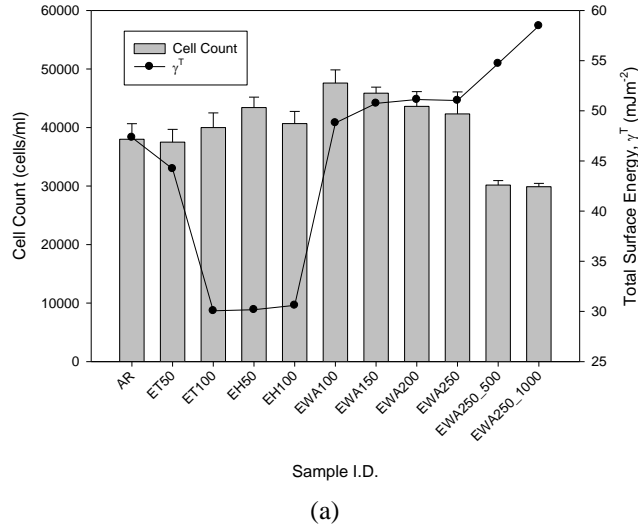 (a)
Cell Count
γT
Cell Count (cells/ml)
60000
50000
40000
30000
20000
10000
0
Total Surface Energy, γT (mJm-2)
60
55
50
45
40
35
30
25
AR
ET50
ET100
EH50
EH100
EWA100
EWA150
EWA200
EWA250
EWA250_500
EWA250_1000
Sample I.D.
(a)